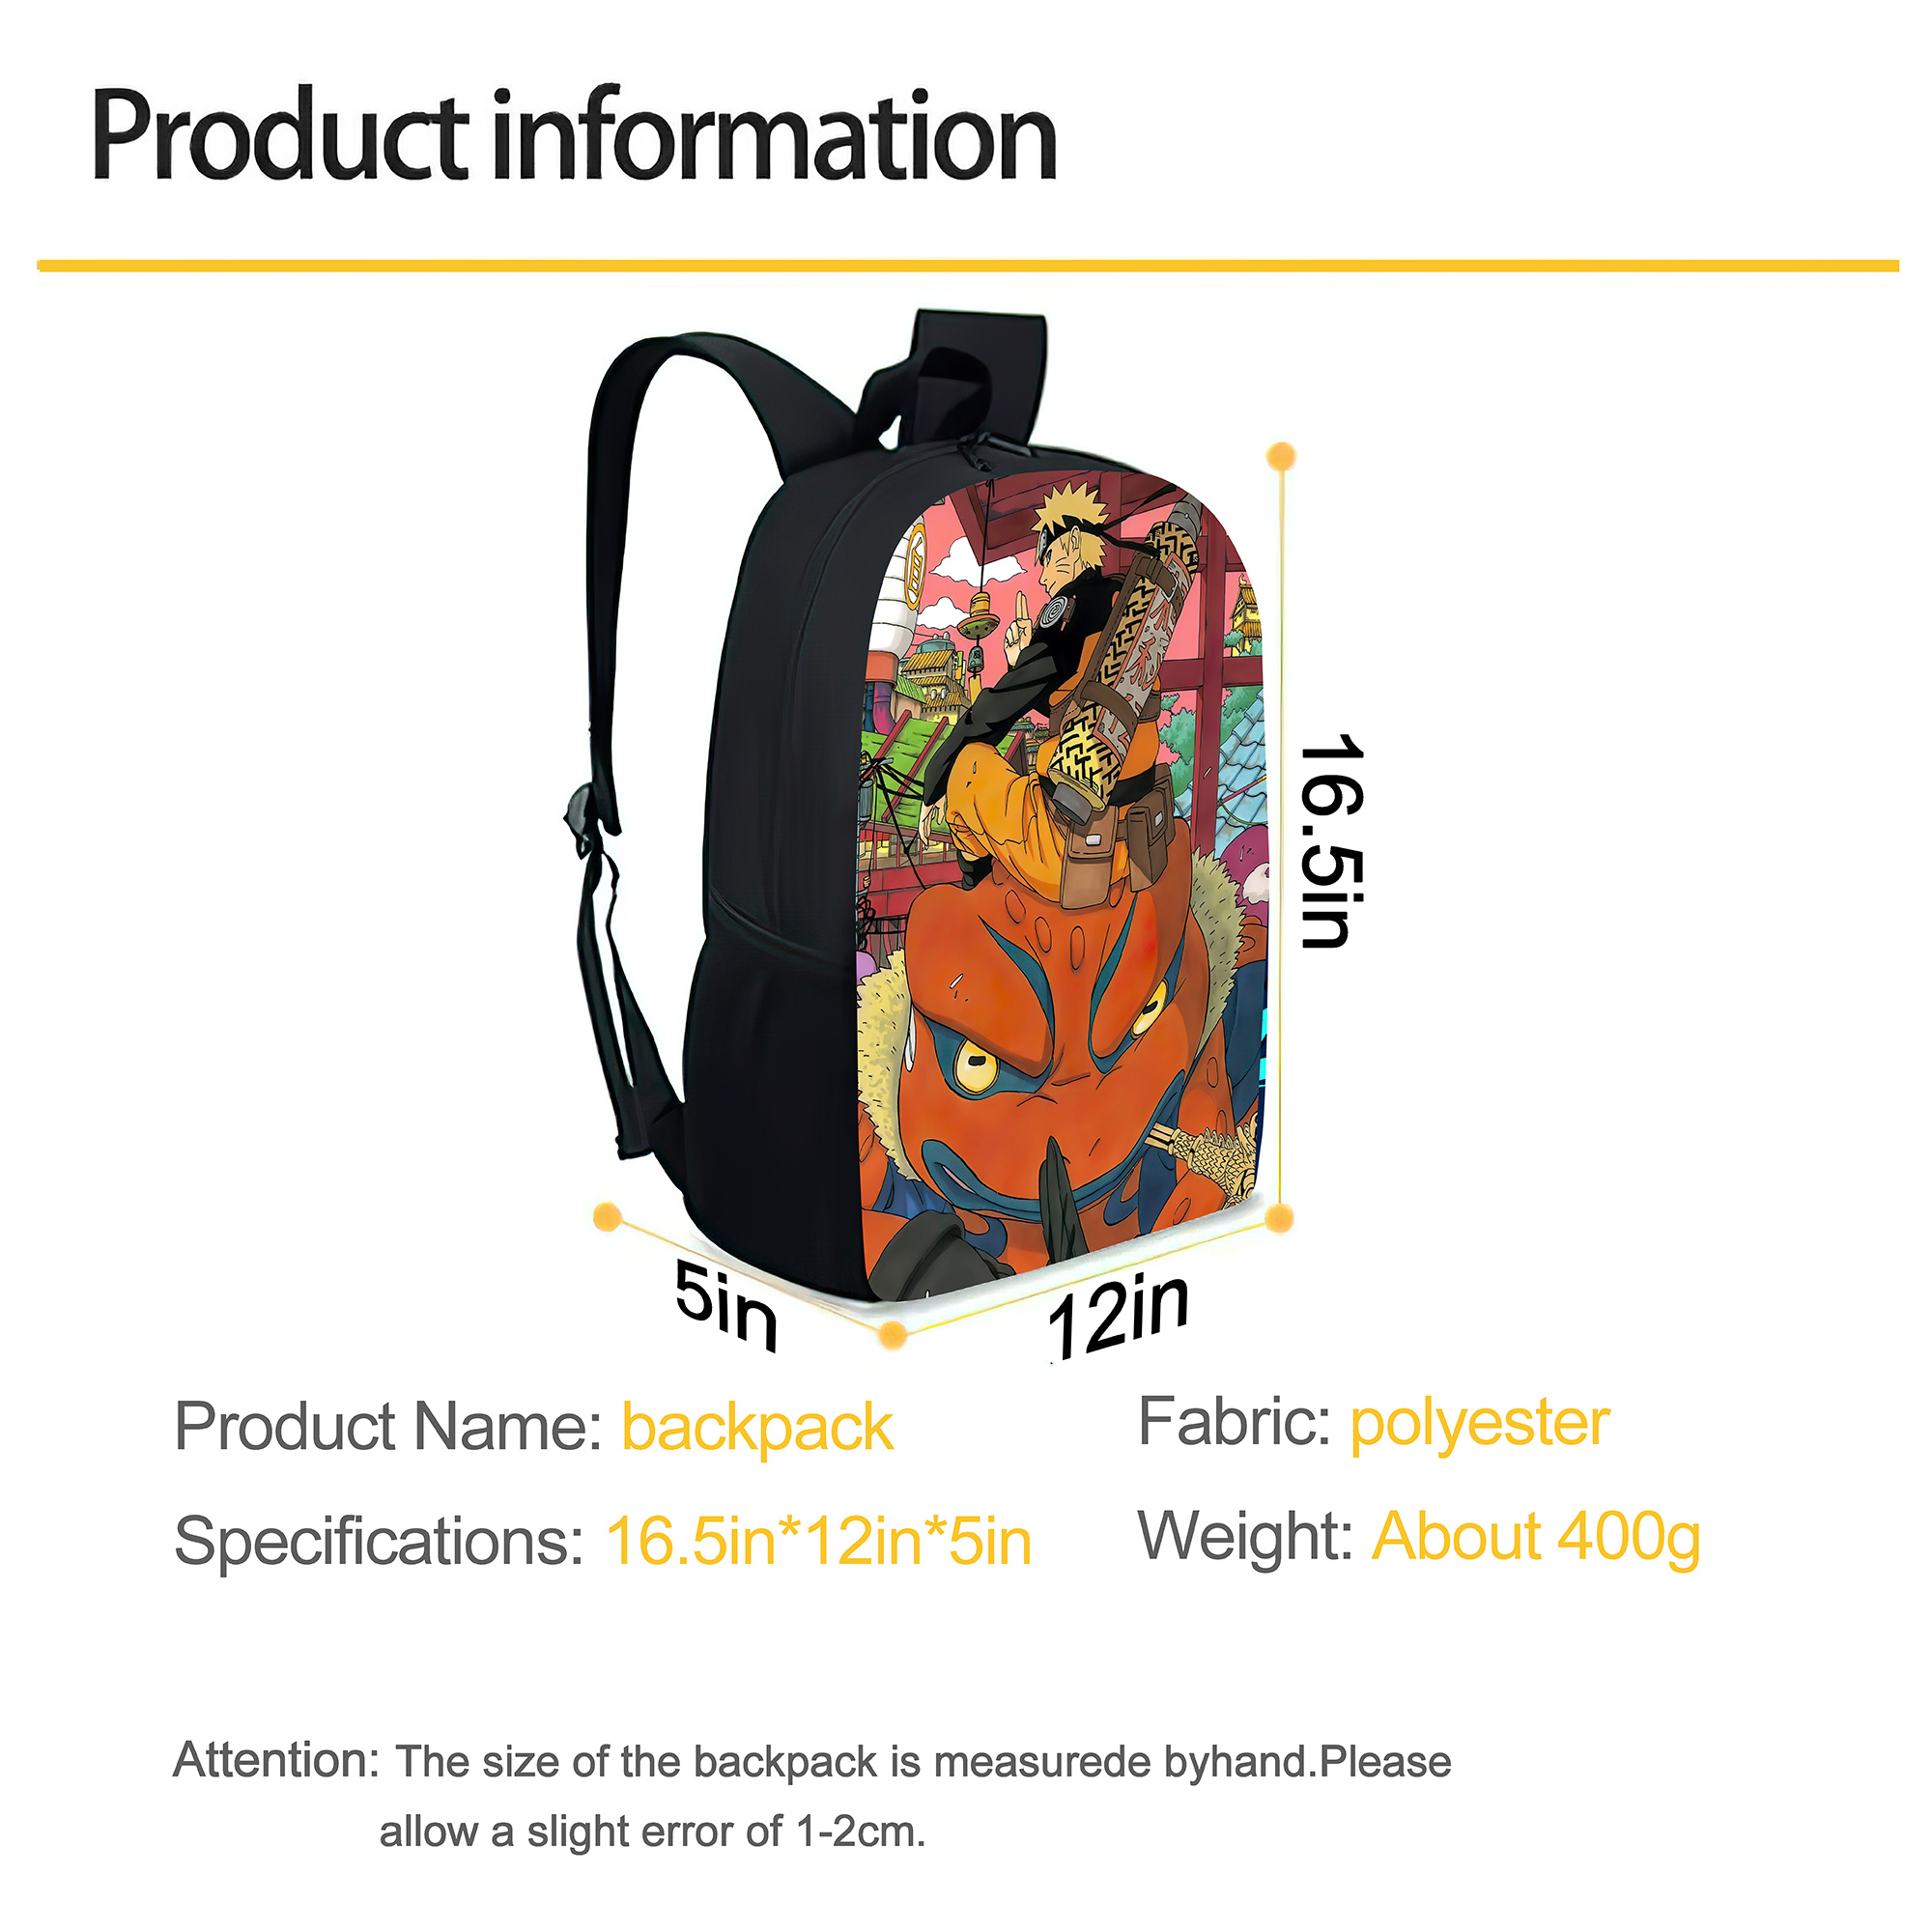 Product information
16.5in
5in
12in
Product Name: backpack
Fabric: polyester
Specifications: 16.5in*12in*5in
Weight: About 400g
Attention: The size of the backpack is measurede byhand.Please
allow a slight error of 1-2cm.